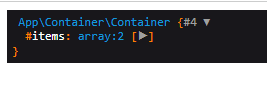 App\Container\Container {#4 ▼
  #items: array:2 [▶]
}